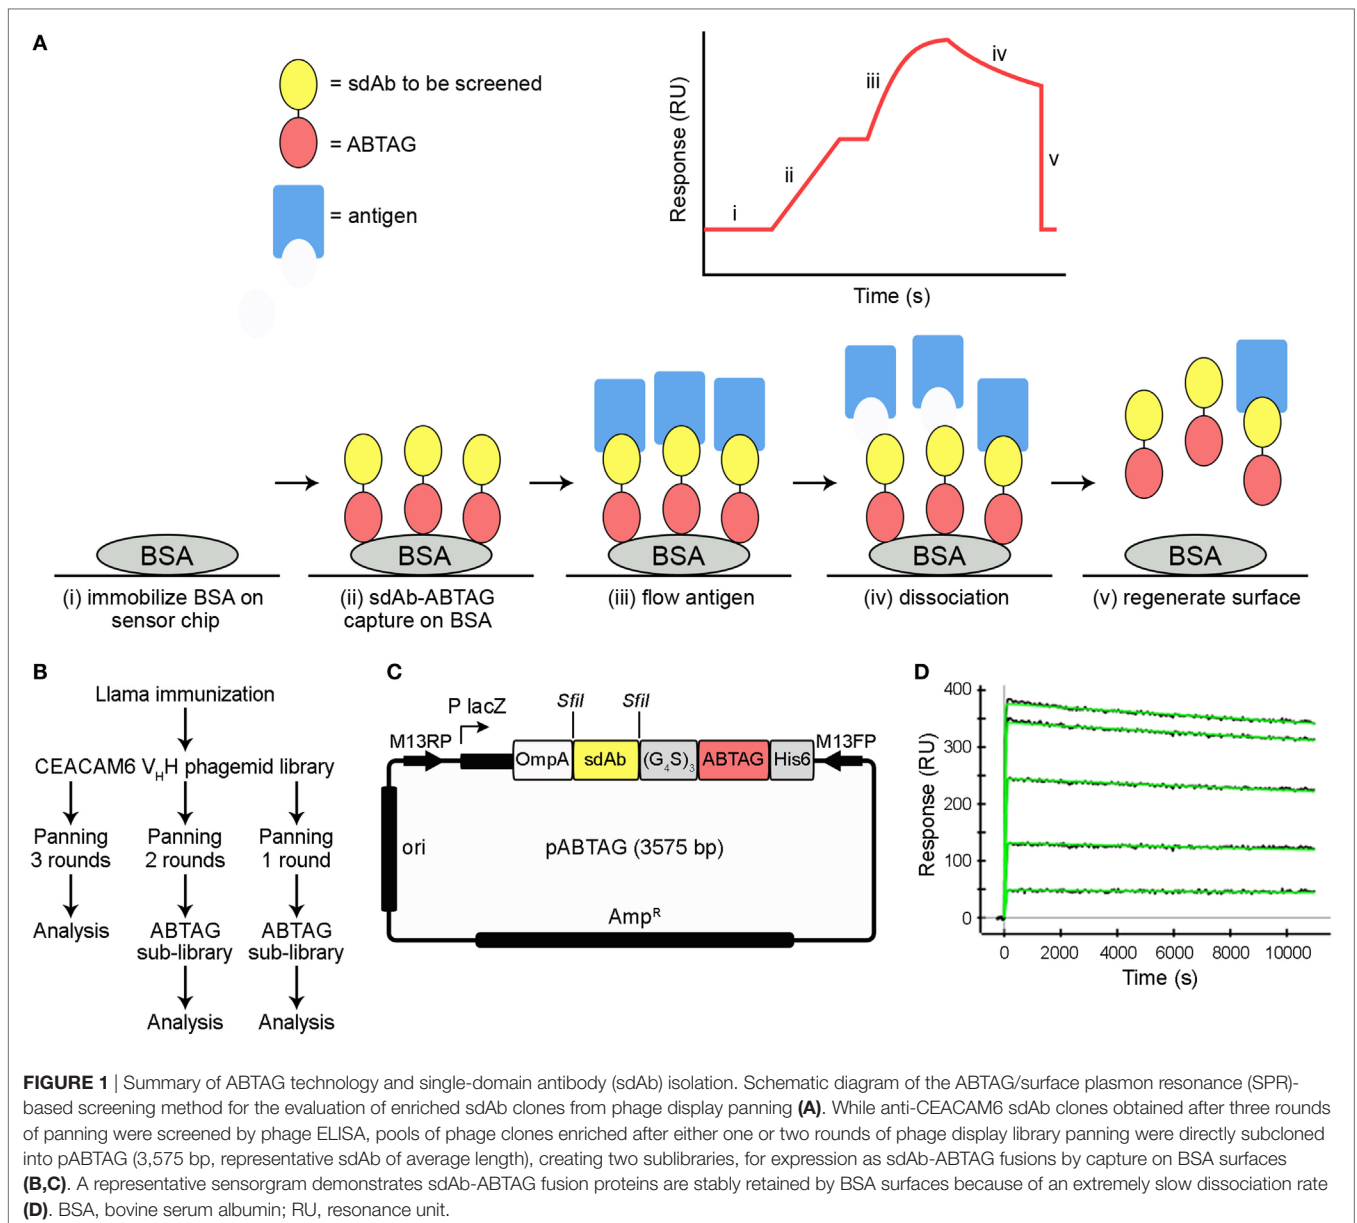 A
= sdAb to be screened
= ABTAG
= antigen
Response (RU)
i
ii
iii
iv
v
Time (s)
BSA
BSA
BSA
BSA
BSA
(i) immobilize BSA on
sensor chip
(ii) sdAb-ABTAG
capture on BSA
(iii) flow antigen
(iv) dissociation
(v) regenerate surface
B
Llama immunization
CEACAM6 VHH phagemid library
Panning
3 rounds
Panning
2 rounds
Panning
1 round
Analysis
ABTAG
sub-library
ABTAG
sub-library
Analysis
Analysis
C
P lacZ
SfiI
SfiI
M13RP
OmpA
sdAb
(G4S)3
ABTAG
His6
M13FP
ori
pABTAG (3575 bp)
AmpR
D
Response (RU)
400
300
200
100
0
0
2000
4000
6000
8000
10000
Time (s)
FIGURE 1 | Summary of ABTAG technology and single-domain antibody (sdAb) isolation. Schematic diagram of the ABTAG/surface plasmon resonance (SPR)-
based screening method for the evaluation of enriched sdAb clones from phage display panning (A). While anti-CEACAM6 sdAb clones obtained after three rounds
of panning were screened by phage ELISA, pools of phage clones enriched after either one or two rounds of phage display library panning were directly subcloned
into pABTAG (3,575 bp, representative sdAb of average length), creating two sublibraries, for expression as sdAb-ABTAG fusions by capture on BSA surfaces
(B,C). A representative sensorgram demonstrates sdAb-ABTAG fusion proteins are stably retained by BSA surfaces because of an extremely slow dissociation rate
(D). BSA, bovine serum albumin; RU, resonance unit.